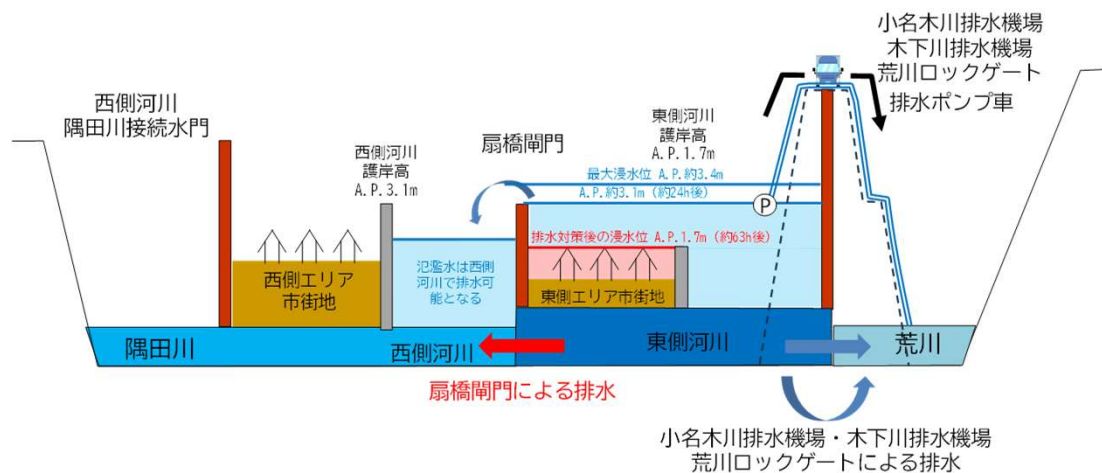 小名木川排水機場
木下川排水機場
荒川ロックゲート
排水ポンプ車
西側河川
隅田川接続水門
西側河川
護岸高
A.P.3.1m
扇橋閘門
東側河川
護岸高
A.P.1.7m
最大浸水位 A.P.約3.4m
A.P.約3.1m（約24h後）
P
排水対策後の浸水位 A.P.1.7m（約63h後）
西側エリア
市街地
氾濫水は西側
河川で排水可
能となる
東側エリア市街地
隅田川
西側河川
東側河川
荒川
扇橋閘門による排水
小名木川排水機場・木下川排水機場
荒川ロックゲートによる排水